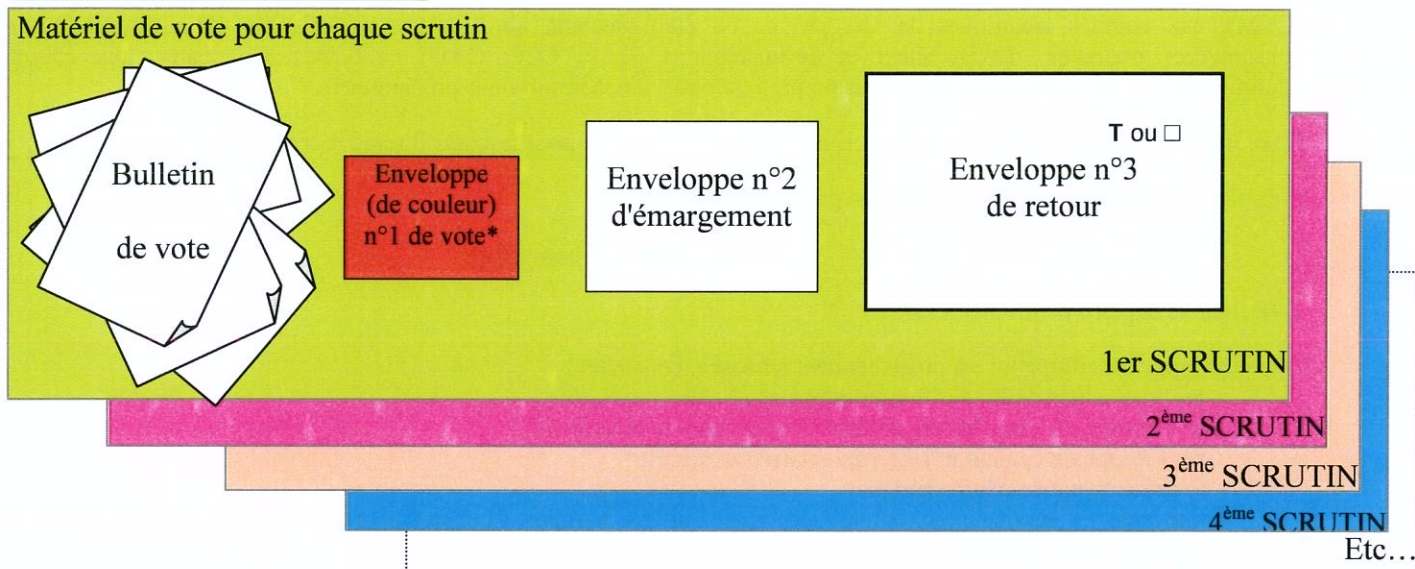 Matériel de vote pour chaque scrutin
Bulletin
de vote
Enveloppe
(de couleur)
n°1 de vote*
Enveloppe n°2
d'émargement
T ou □
Enveloppe n°3
de retour
1er SCRUTIN
2ème SCRUTIN
3ème SCRUTIN
4ème SCRUTIN
Etc…